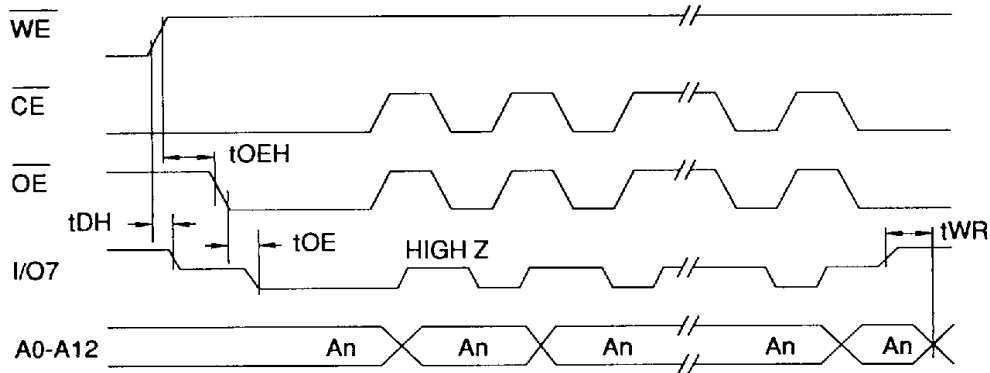 WE
CE
tOEH
OE
tDH
tOE
tWR
HIGH Z
I/O7
A0-A12 An An An An An